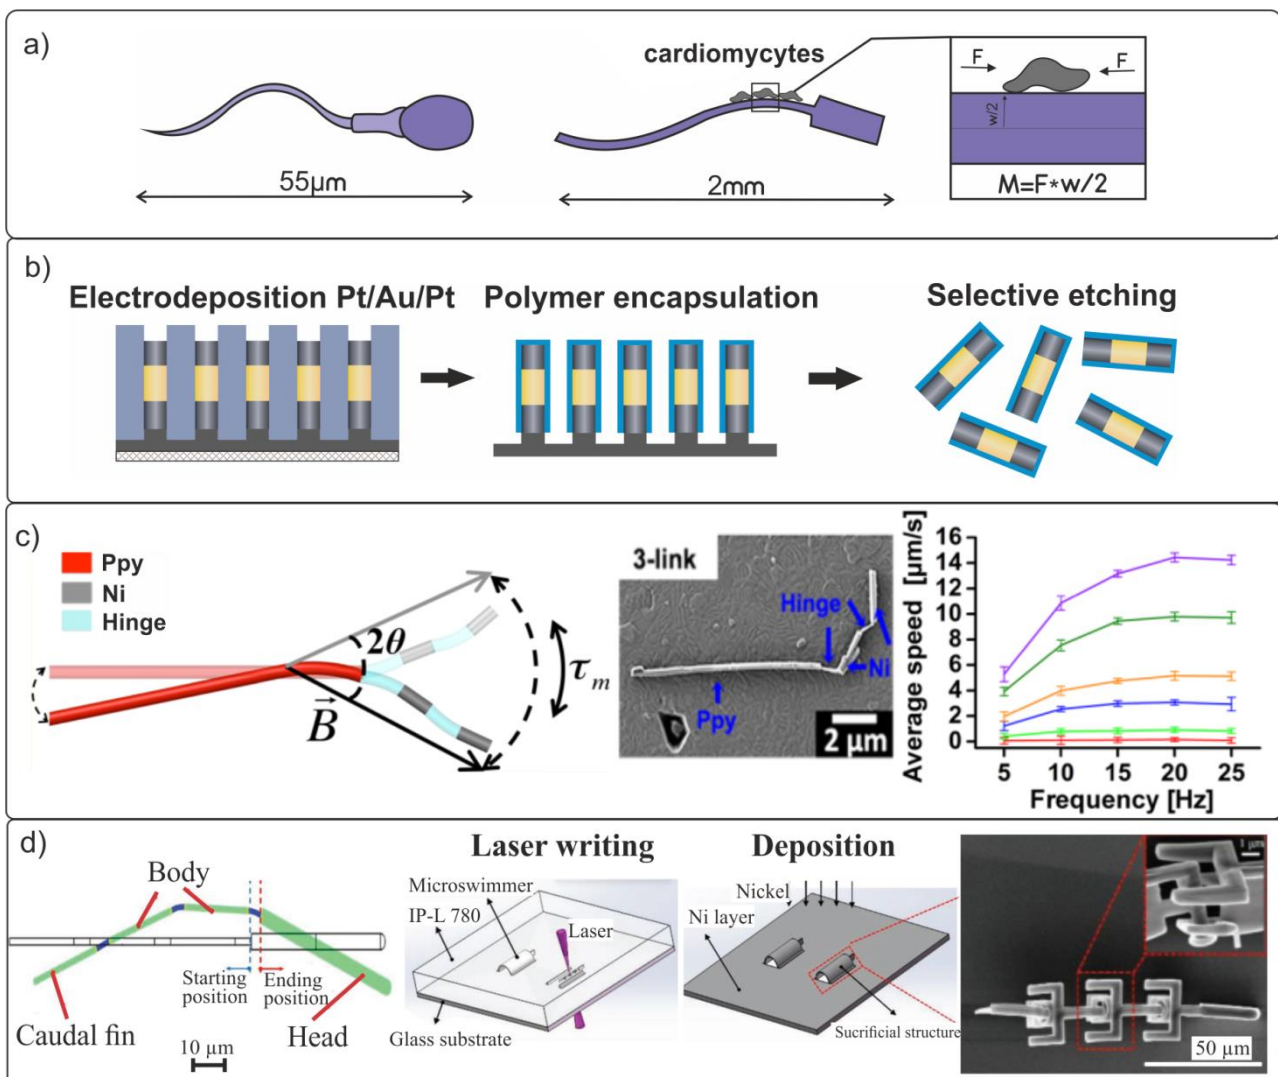 a)
cardiomycytes
F
F
w/2
55μm
2mm
M=F*w/2
b)
Electrodeposition Pt/Au/Pt
Polymer encapsulation
Selective etching
c)
Ppy
Ni
Hinge
2θ
B
τm
3-link
Hinge
Ni
Ppy
2 μm
Average speed [μm/s]
16
14
12
10
8
6
4
2
0
5 10 15 20 25
Frequency [Hz]
d)
Body
Starting position
Ending position
Caudal fin
Head
10 μm
Laser writing
Microswimmer
IP-L 780
Laser
Glass substrate
Deposition
Nickel
Ni layer
Sucrificial structure
1 μm
50 μm